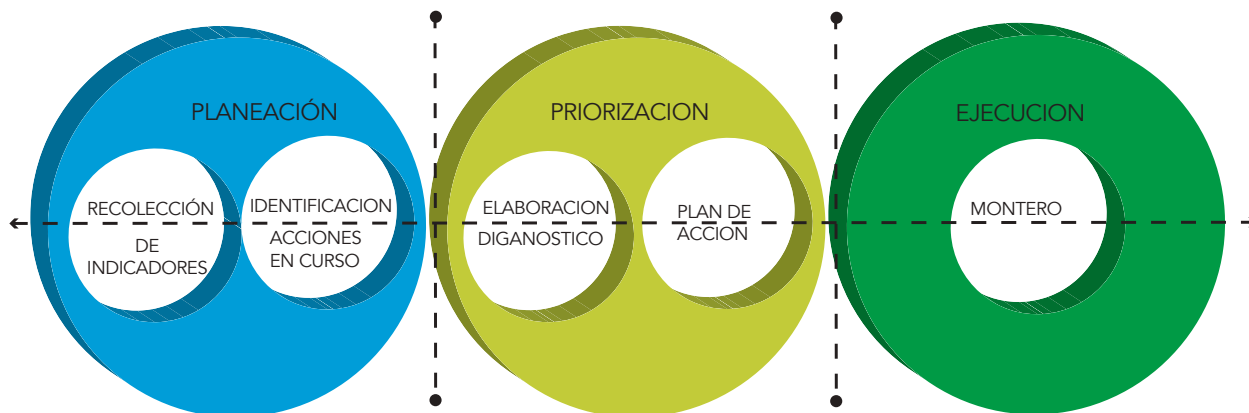 PLANEACIÓN
RECOLECCIÓN
DE
INDICADORES
IDENTIFICACION
ACCIONES
EN CURSO
PRIORIZACION
ELABORACION
DIGANOSTICO
PLAN DE
ACCION
EJECUCION
MONTERO